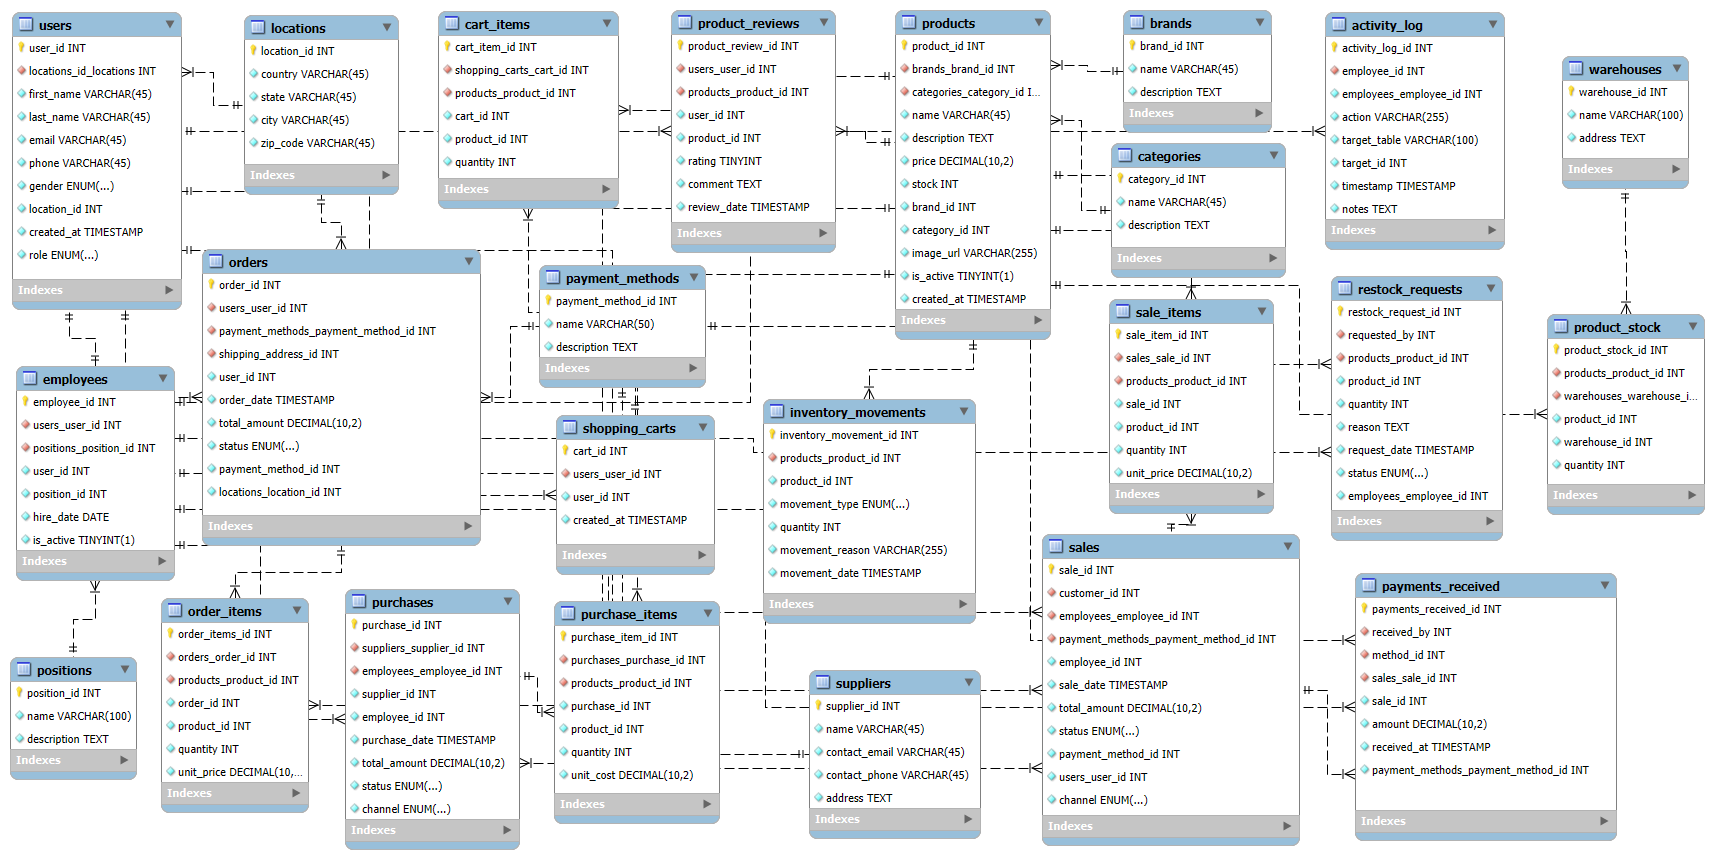 users
user_id INT
locations_id_locations INT
first_name VARCHAR(45)
last_name VARCHAR(45)
email VARCHAR(45)
phone VARCHAR(45)
gender ENUM(...)
location_id INT
created_at TIMESTAMP
role ENUM(...)
Indexes
locations
location_id INT
country VARCHAR(45)
state VARCHAR(45)
city VARCHAR(45)
zip_code VARCHAR(45)
Indexes
cart_items
cart_item_id INT
shopping_carts_cart_id INT
products_product_id INT
cart_id INT
product_id INT
quantity INT
Indexes
product_reviews
product_review_id INT
users_user_id INT
products_product_id INT
user_id INT
product_id INT
rating TINYINT
comment TEXT
review_date TIMESTAMP
Indexes
products
product_id INT
brands_brand_id INT
categories_category_id I...
name VARCHAR(45)
description TEXT
price DECIMAL(10,2)
stock INT
brand_id INT
category_id INT
image_url VARCHAR(255)
is_active TINYINT(1)
created_at TIMESTAMP
Indexes
brands
brand_id INT
name VARCHAR(45)
description TEXT
Indexes
categories
category_id INT
name VARCHAR(45)
description TEXT
Indexes
activity_log
activity_log_id INT
employee_id INT
employees_employee_id INT
action VARCHAR(255)
target_table VARCHAR(100)
target_id INT
timestamp TIMESTAMP
notes TEXT
Indexes
warehouses
warehouse_id INT
name VARCHAR(100)
address TEXT
Indexes
orders
order_id INT
users_user_id INT
payment_methods_payment_method_id INT
shipping_address_id INT
user_id INT
order_date TIMESTAMP
total_amount DECIMAL(10,2)
status ENUM(...)
payment_method_id INT
locations_location_id INT
Indexes
payment_methods
payment_method_id INT
name VARCHAR(50)
description TEXT
Indexes
sale_items
sale_item_id INT
sales_sale_id INT
products_product_id INT
sale_id INT
product_id INT
quantity INT
unit_price DECIMAL(10,2)
Indexes
restock_requests
restock_request_id INT
requested_by INT
products_product_id INT
product_id INT
quantity INT
reason TEXT
request_date TIMESTAMP
status ENUM(...)
employees_employee_id INT
Indexes
product_stock
product_stock_id INT
products_product_id INT
warehouses_warehouse_i...
product_id INT
warehouse_id INT
quantity INT
Indexes
employees
employee_id INT
users_user_id INT
positions_position_id INT
user_id INT
position_id INT
hire_date DATE
is_active TINYINT(1)
Indexes
shopping_carts
cart_id INT
users_user_id INT
user_id INT
created_at TIMESTAMP
Indexes
inventory_movements
inventory_movement_id INT
products_product_id INT
product_id INT
movement_type ENUM(...)
quantity INT
movement_reason VARCHAR(255)
movement_date TIMESTAMP
Indexes
positions
position_id INT
name VARCHAR(100)
description TEXT
Indexes
order_items
order_items_id INT
orders_order_id INT
products_product_id INT
order_id INT
product_id INT
quantity INT
unit_price DECIMAL(10,...
Indexes
purchases
purchase_id INT
suppliers_supplier_id INT
employees_employee_id INT
supplier_id INT
employee_id INT
purchase_date TIMESTAMP
total_amount DECIMAL(10,2)
status ENUM(...)
channel ENUM(...)
Indexes
purchase_items
purchase_item_id INT
purchases_purchase_id INT
products_product_id INT
purchase_id INT
product_id INT
quantity INT
unit_cost DECIMAL(10,2)
Indexes
suppliers
supplier_id INT
name VARCHAR(45)
contact_email VARCHAR(45)
contact_phone VARCHAR(45)
address TEXT
Indexes
sales
sale_id INT
customer_id INT
employees_employee_id INT
payment_methods_payment_method_id INT
employee_id INT
sale_date TIMESTAMP
total_amount DECIMAL(10,2)
status ENUM(...)
payment_method_id INT
users_user_id INT
channel ENUM(...)
Indexes
payments_received
payments_received_id INT
received_by INT
method_id INT
sales_sale_id INT
sale_id INT
amount DECIMAL(10,2)
received_at TIMESTAMP
payment_methods_payment_method_id INT
Indexes